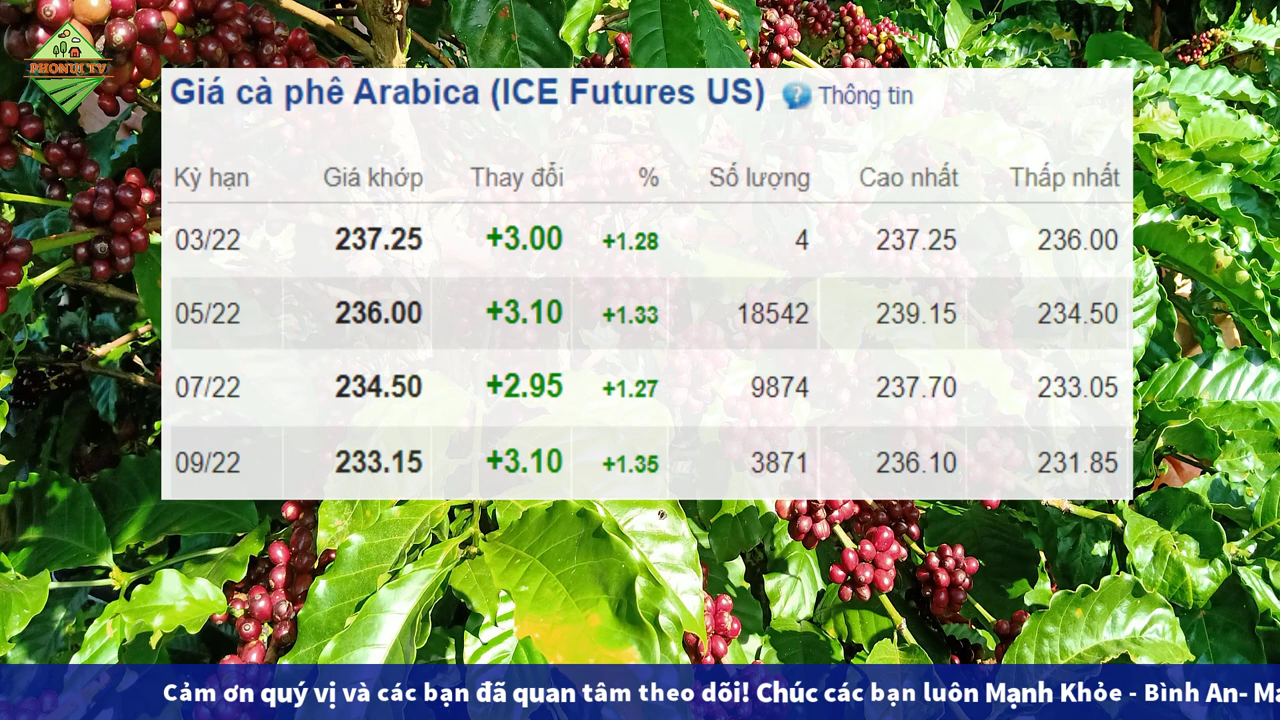 PHONUI TV
Giá cà phê Arabica (ICE Futures US) Thông tin
Kỳ hạn Giá khớp Thay đổi % Số lượng Cao nhất Thấp nhất
03/22 237.25 +3.00 +1.28 4 237.25 236.00
05/22 236.00 +3.10 +1.33 18542 239.15 234.50
07/22 234.50 +2.95 +1.27 9874 237.70 233.05
09/22 233.15 +3.10 +1.35 3871 236.10 231.85
Cảm ơn quý vị và các bạn đã quan tâm theo dõi! Chúc các bạn luôn Mạnh Khỏe - Bình An-